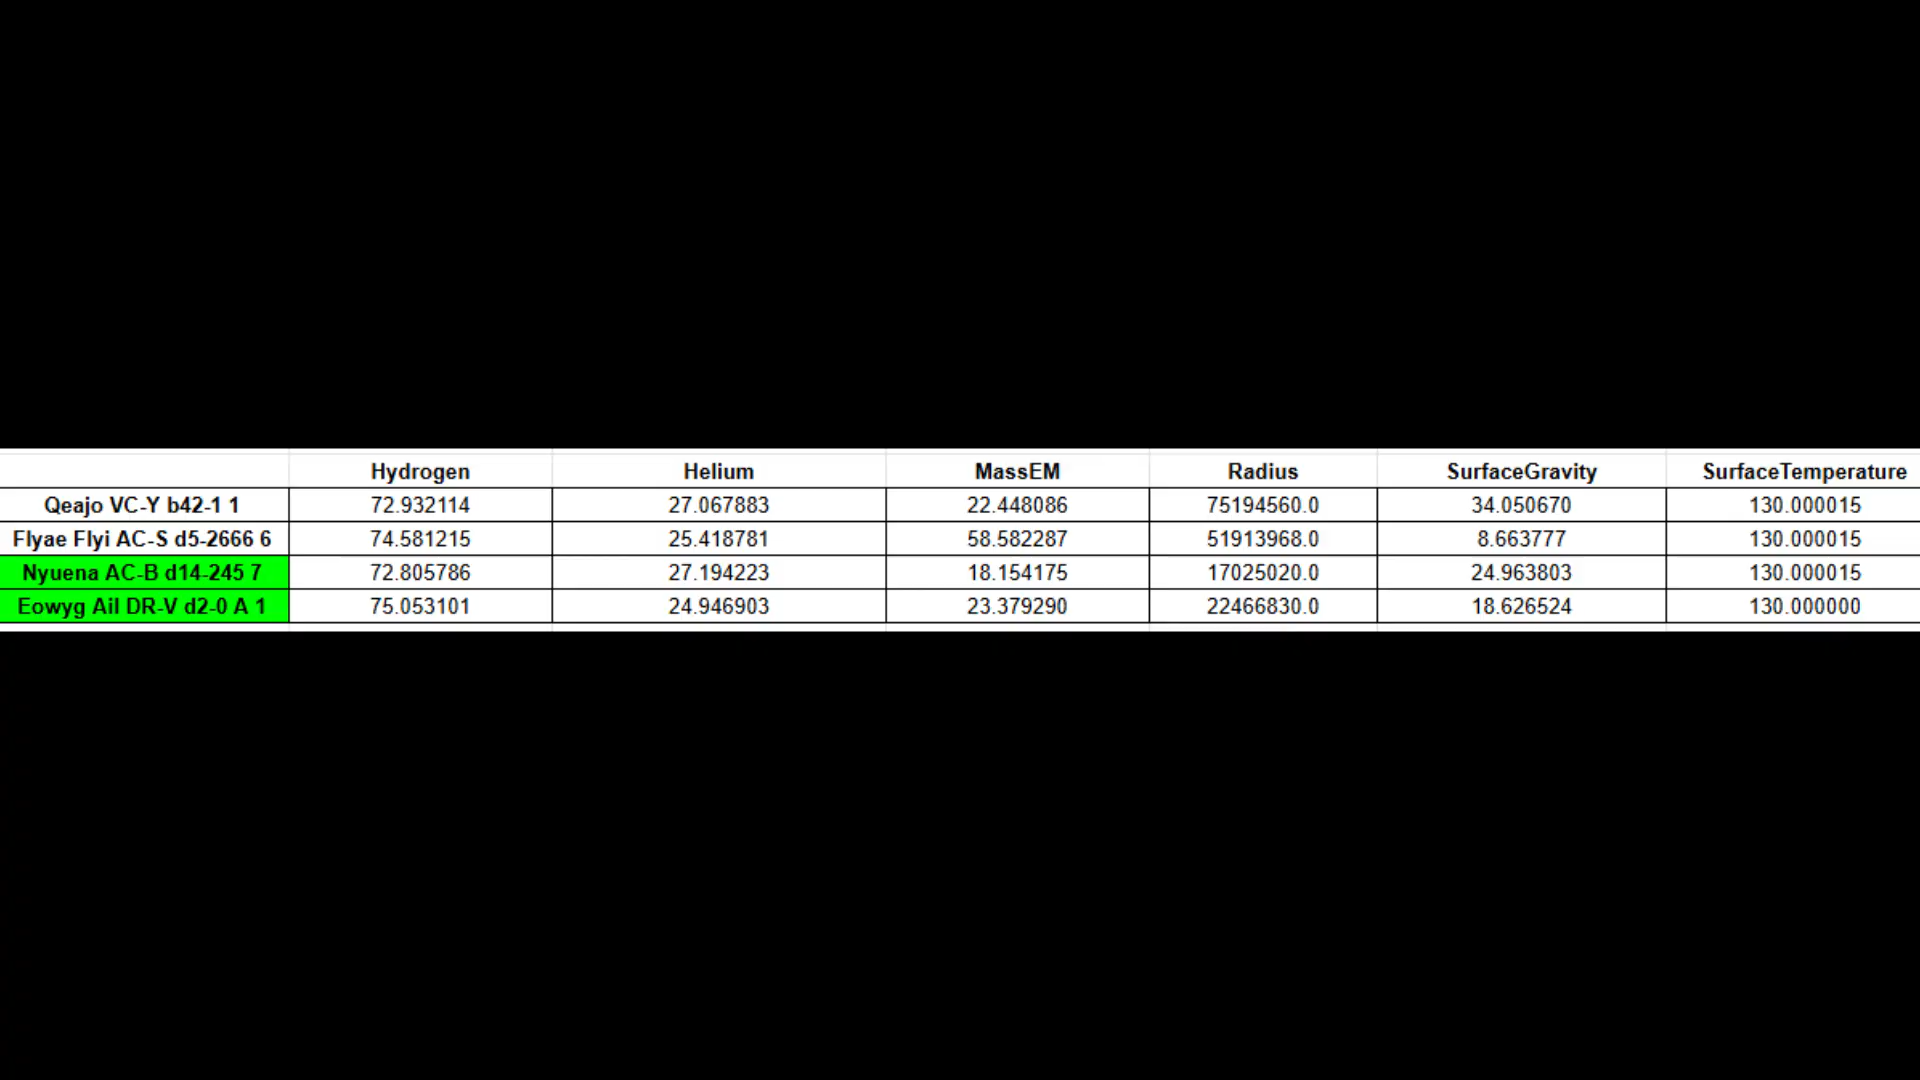 Hydrogen Helium MassEM Radius SurfaceGravity SurfaceTemperature
Qeajo VC-Y b42-1 1 72.932114 27.067883 22.448086 75194560.0 34.050670 130.000015
Flyae Flyi AC-S d5-2666 6 74.581215 25.418781 58.582287 51913968.0 8.663777 130.000015
Nyuena AC-B d14-245 7 72.805786 27.194223 18.154175 17025020.0 24.963803 130.000015
Eowyg Ail DR-V d2-0 A 1 75.053101 24.946903 23.379290 22466830.0 18.626524 130.000000